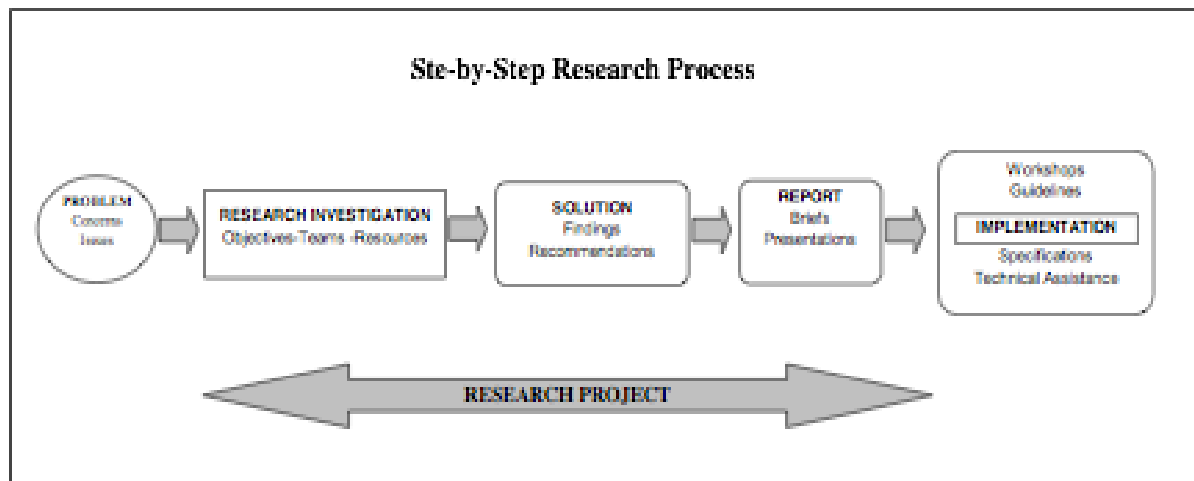 Ste-by-Step Research Process
PROBLEM
Concerns
Issues
RESEARCH INVESTIGATION
Objectives-Teams -Resources
SOLUTION
Findings
Recommendations
REPORT
Briefs
Presentations
Workshops
Guidelines
IMPLEMENTATION
Specifications
Technical Assistance
RESEARCH PROJECT